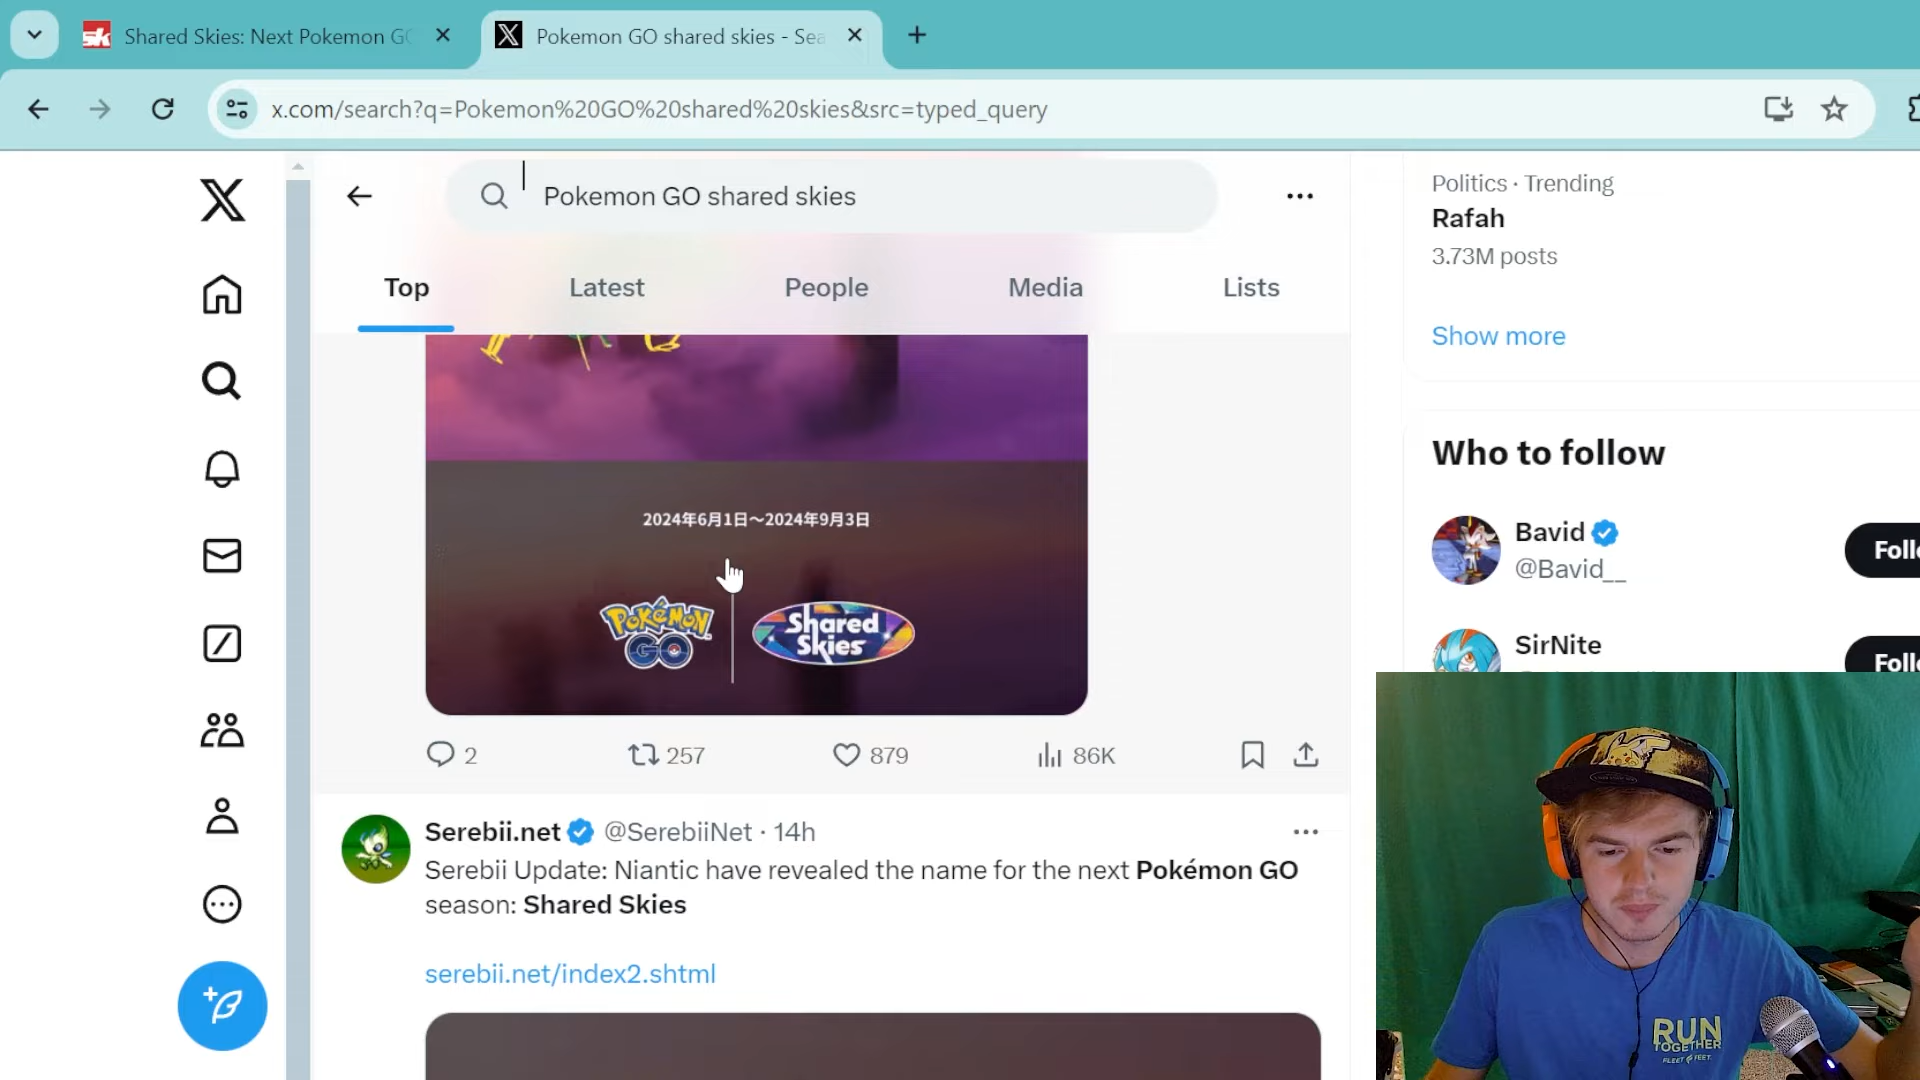 Shared Skies: Next Pokemon GO
Pokemon GO shared skies - Sea
x.com/search?q=Pokemon%20GO%20shared%20skies&src=typed_query
Pokemon GO shared skies
Top
Latest
People
Media
Lists
Politics · Trending
Rafah
3.73M posts
Show more
2024年6月1日～2024年9月3日
POKÉMON
GO
Shared
Skies
2
257
879
86K
Who to follow
Bavid
@Bavid__
Foll
SirNite
Foll
Serebii.net @SerebiiNet · 14h
Serebii Update: Niantic have revealed the name for the next Pokémon GO
season: Shared Skies
serebii.net/index2.shtml
RUN
TOGETHER
FLEET FEET